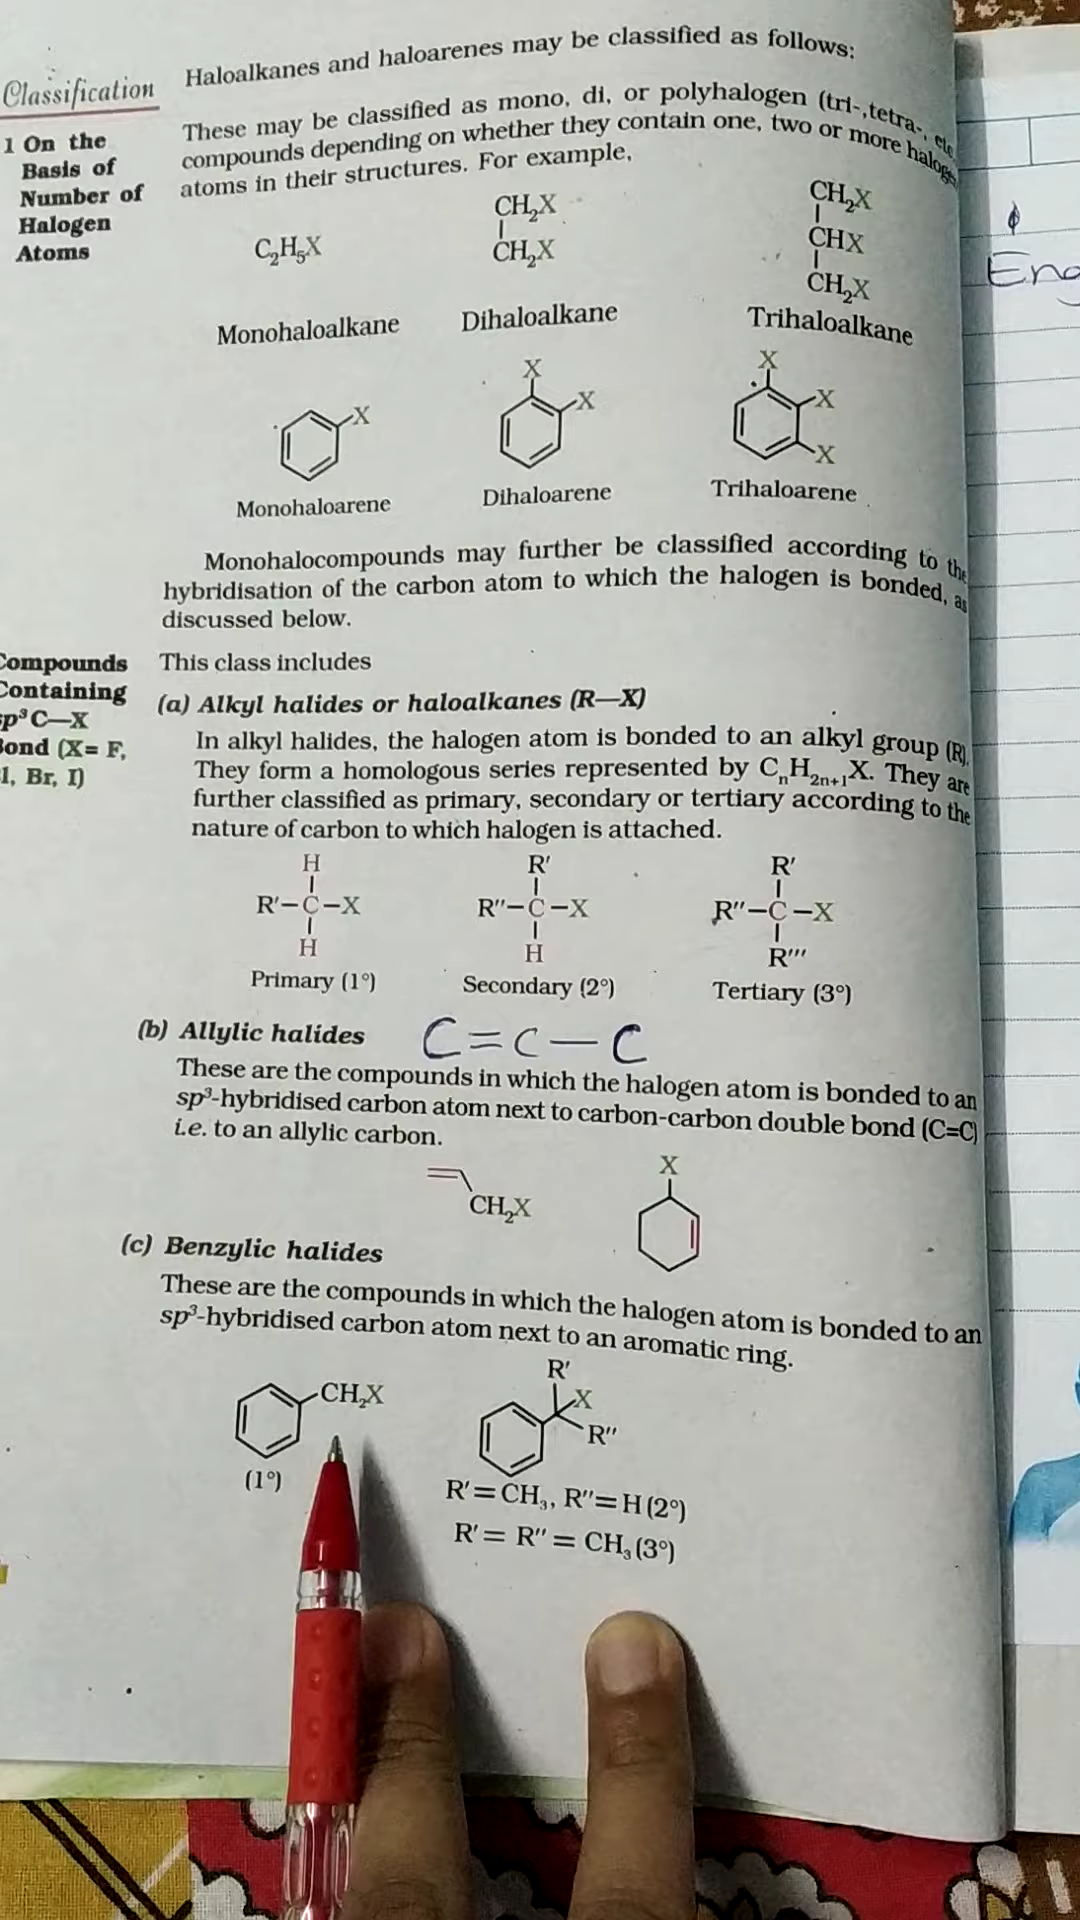 Classification
Haloalkanes and haloarenes may be classified as follows:
1 On the
Basis of
Number of
Halogen
Atoms
These may be classified as mono, di, or polyhalogen (tri-,tetra-, etc
compounds depending on whether they contain one, two or more haloge
atoms in their structures. For example,
C₂H₅X
CH₂X
CH₂X
CH₂X
CHX
CH₂X
Monohaloalkane Dihaloalkane Trihaloalkane
X
X
X
X
X
X
Monohaloarene Dihaloarene Trihaloarene
Monohalocompounds may further be classified according to the
hybridisation of the carbon atom to which the halogen is bonded, as
discussed below.
Compounds
Containing
sp³ C—X
Bond (X= F,
l, Br, I)
This class includes
(a) Alkyl halides or haloalkanes (R—X)
In alkyl halides, the halogen atom is bonded to an alkyl group (R).
They form a homologous series represented by CₙH₂ₙ₊₁X. They are
further classified as primary, secondary or tertiary according to the
nature of carbon to which halogen is attached.
H R′ R′
R′–C–X R″–C–X R″–C–X
H H R‴
Primary (1°) Secondary (2°) Tertiary (3°)
(b) Allylic halides C=C—C
These are the compounds in which the halogen atom is bonded to an
sp³-hybridised carbon atom next to carbon-carbon double bond (C=C)
i.e. to an allylic carbon.
CH₂X
X
(c) Benzylic halides
These are the compounds in which the halogen atom is bonded to an
sp³-hybridised carbon atom next to an aromatic ring.
CH₂X
(1°)
R′
X
R″
R′= CH₃, R″= H (2°)
R′= R″= CH₃ (3°)
Eng